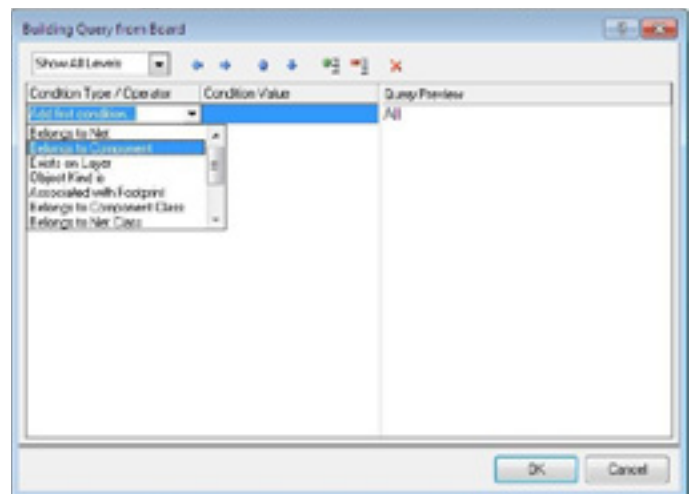 Building Query from Board
Show All Levels
Condition Type / Operator
Condition Value
Query Preview
Add first condition...
All
Belongs to Net
Belongs to Component
Exists on Layer
Object Kind is
Associated with Footprint
Belongs to Component Class
Belongs to Net Class
OK
Cancel